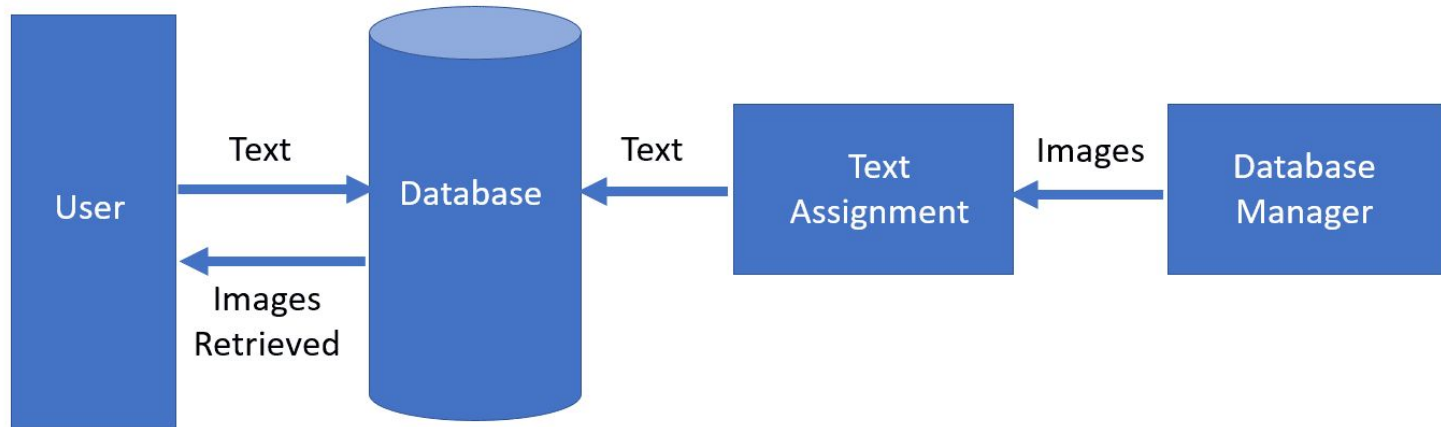 User
Text
Images
Retrieved
Database
Text
Text
Assignment
Images
Database
Manager